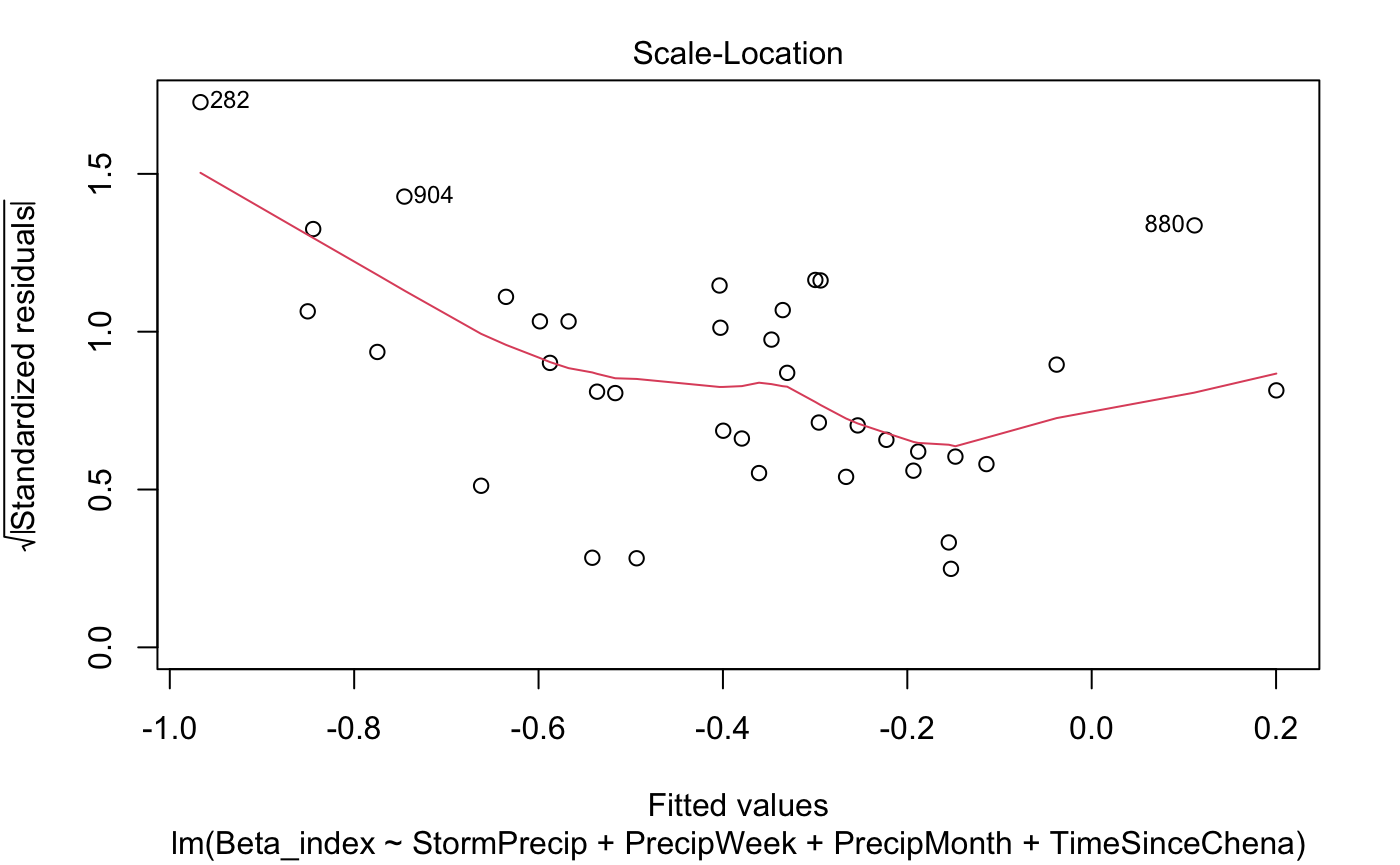 Scale-Location
282
904
880
1.5
1.0
0.5
0.0
√|Standardized residuals|
-1.0 -0.8 -0.6 -0.4 -0.2 0.0 0.2
Fitted values
lm(Beta_index ~ StormPrecip + PrecipWeek + PrecipMonth + TimeSinceChena)